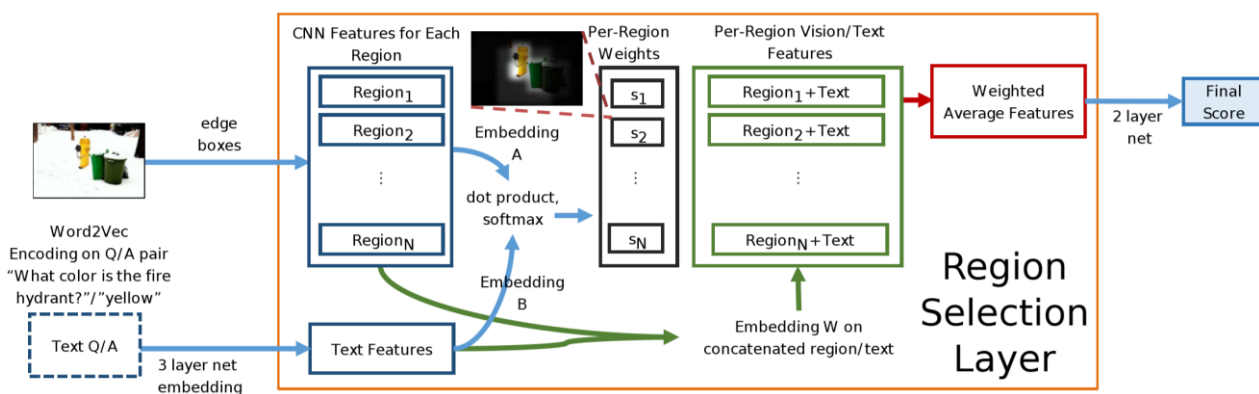 CNN Features for Each
Region
Region1
Region2
⋮
RegionN
edge
boxes
Word2Vec
Encoding on Q/A pair
“What color is the fire
hydrant?”/”yellow”
Text Q/A
3 layer net
embedding
Text Features
Embedding
A
dot product,
softmax
Embedding
B
Per-Region
Weights
s1
s2
⋮
sN
Per-Region Vision/Text
Features
Region1+Text
Region2+Text
⋮
RegionN+Text
Embedding W on
concatenated region/text
Weighted
Average Features
2 layer
net
Final
Score
Region
Selection
Layer